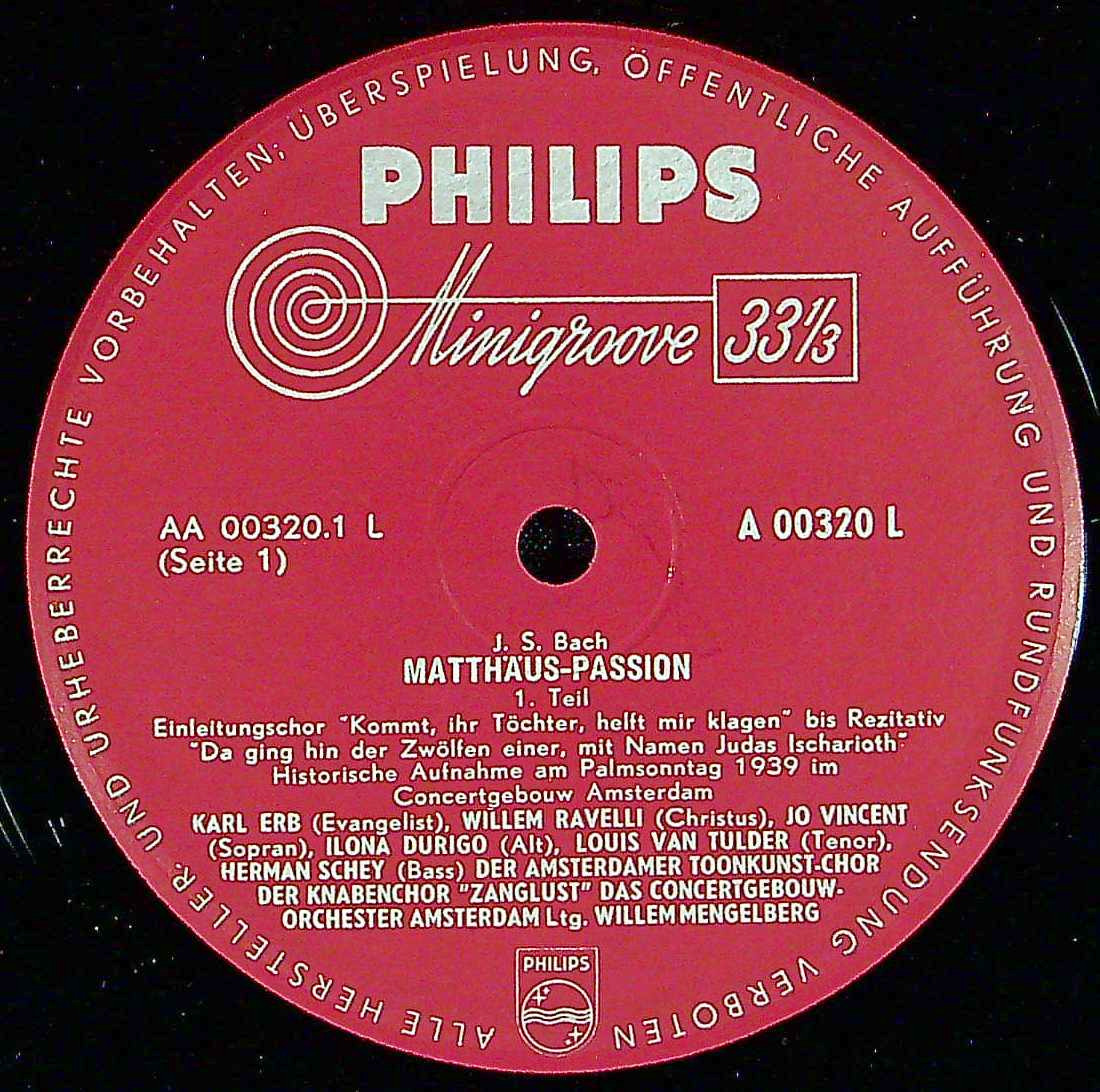 ALLE HERSTELLER- UND URHEBERRECHTE VORBEHALTEN; ÜBERSPIELUNG, ÖFFENTLICHE AUFFÜHRUNG UND RUNDFUNKSENDUNG VERBOTEN
PHILIPS
Minigroove 33 1/3
AA 00320.1 L
(Seite 1)
A 00320 L
J. S. Bach
MATTHÄUS-PASSION
1. Teil
Einleitungschor "Kommt, ihr Töchter, helft mir klagen" bis Rezitativ
"Da ging hin der Zwölfen einer, mit Namen Judas Ischarioth"
Historische Aufnahme am Palmsonntag 1939 im
Concertgebouw Amsterdam
KARL ERB (Evangelist), WILLEM RAVELLI (Christus), JO VINCENT
(Sopran), ILONA DURIGO (Alt), LOUIS VAN TULDER (Tenor),
HERMAN SCHEY (Bass) DER AMSTERDAMER TOONKUNST-CHOR
DER KNABENCHOR "ZANGLUST" DAS CONCERTGEBOUW-
ORCHESTER AMSTERDAM Ltg. WILLEM MENGELBERG
PHILIPS